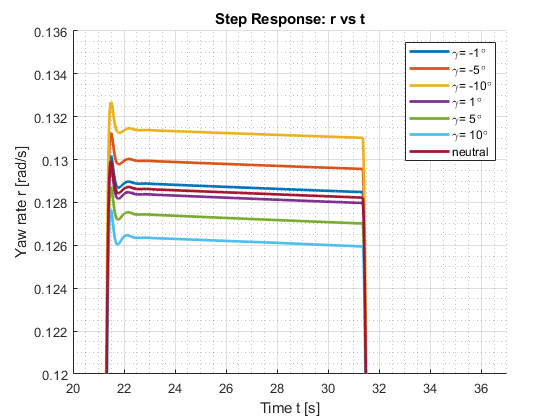 Step Response: r vs t
Yaw rate r [rad/s]
0.136
0.134
0.132
0.13
0.128
0.126
0.124
0.122
0.12
γ= -1°
γ= -5°
γ= -10°
γ= 1°
γ= 5°
γ= 10°
neutral
20 22 24 26 28 30 32 34 36
Time t [s]